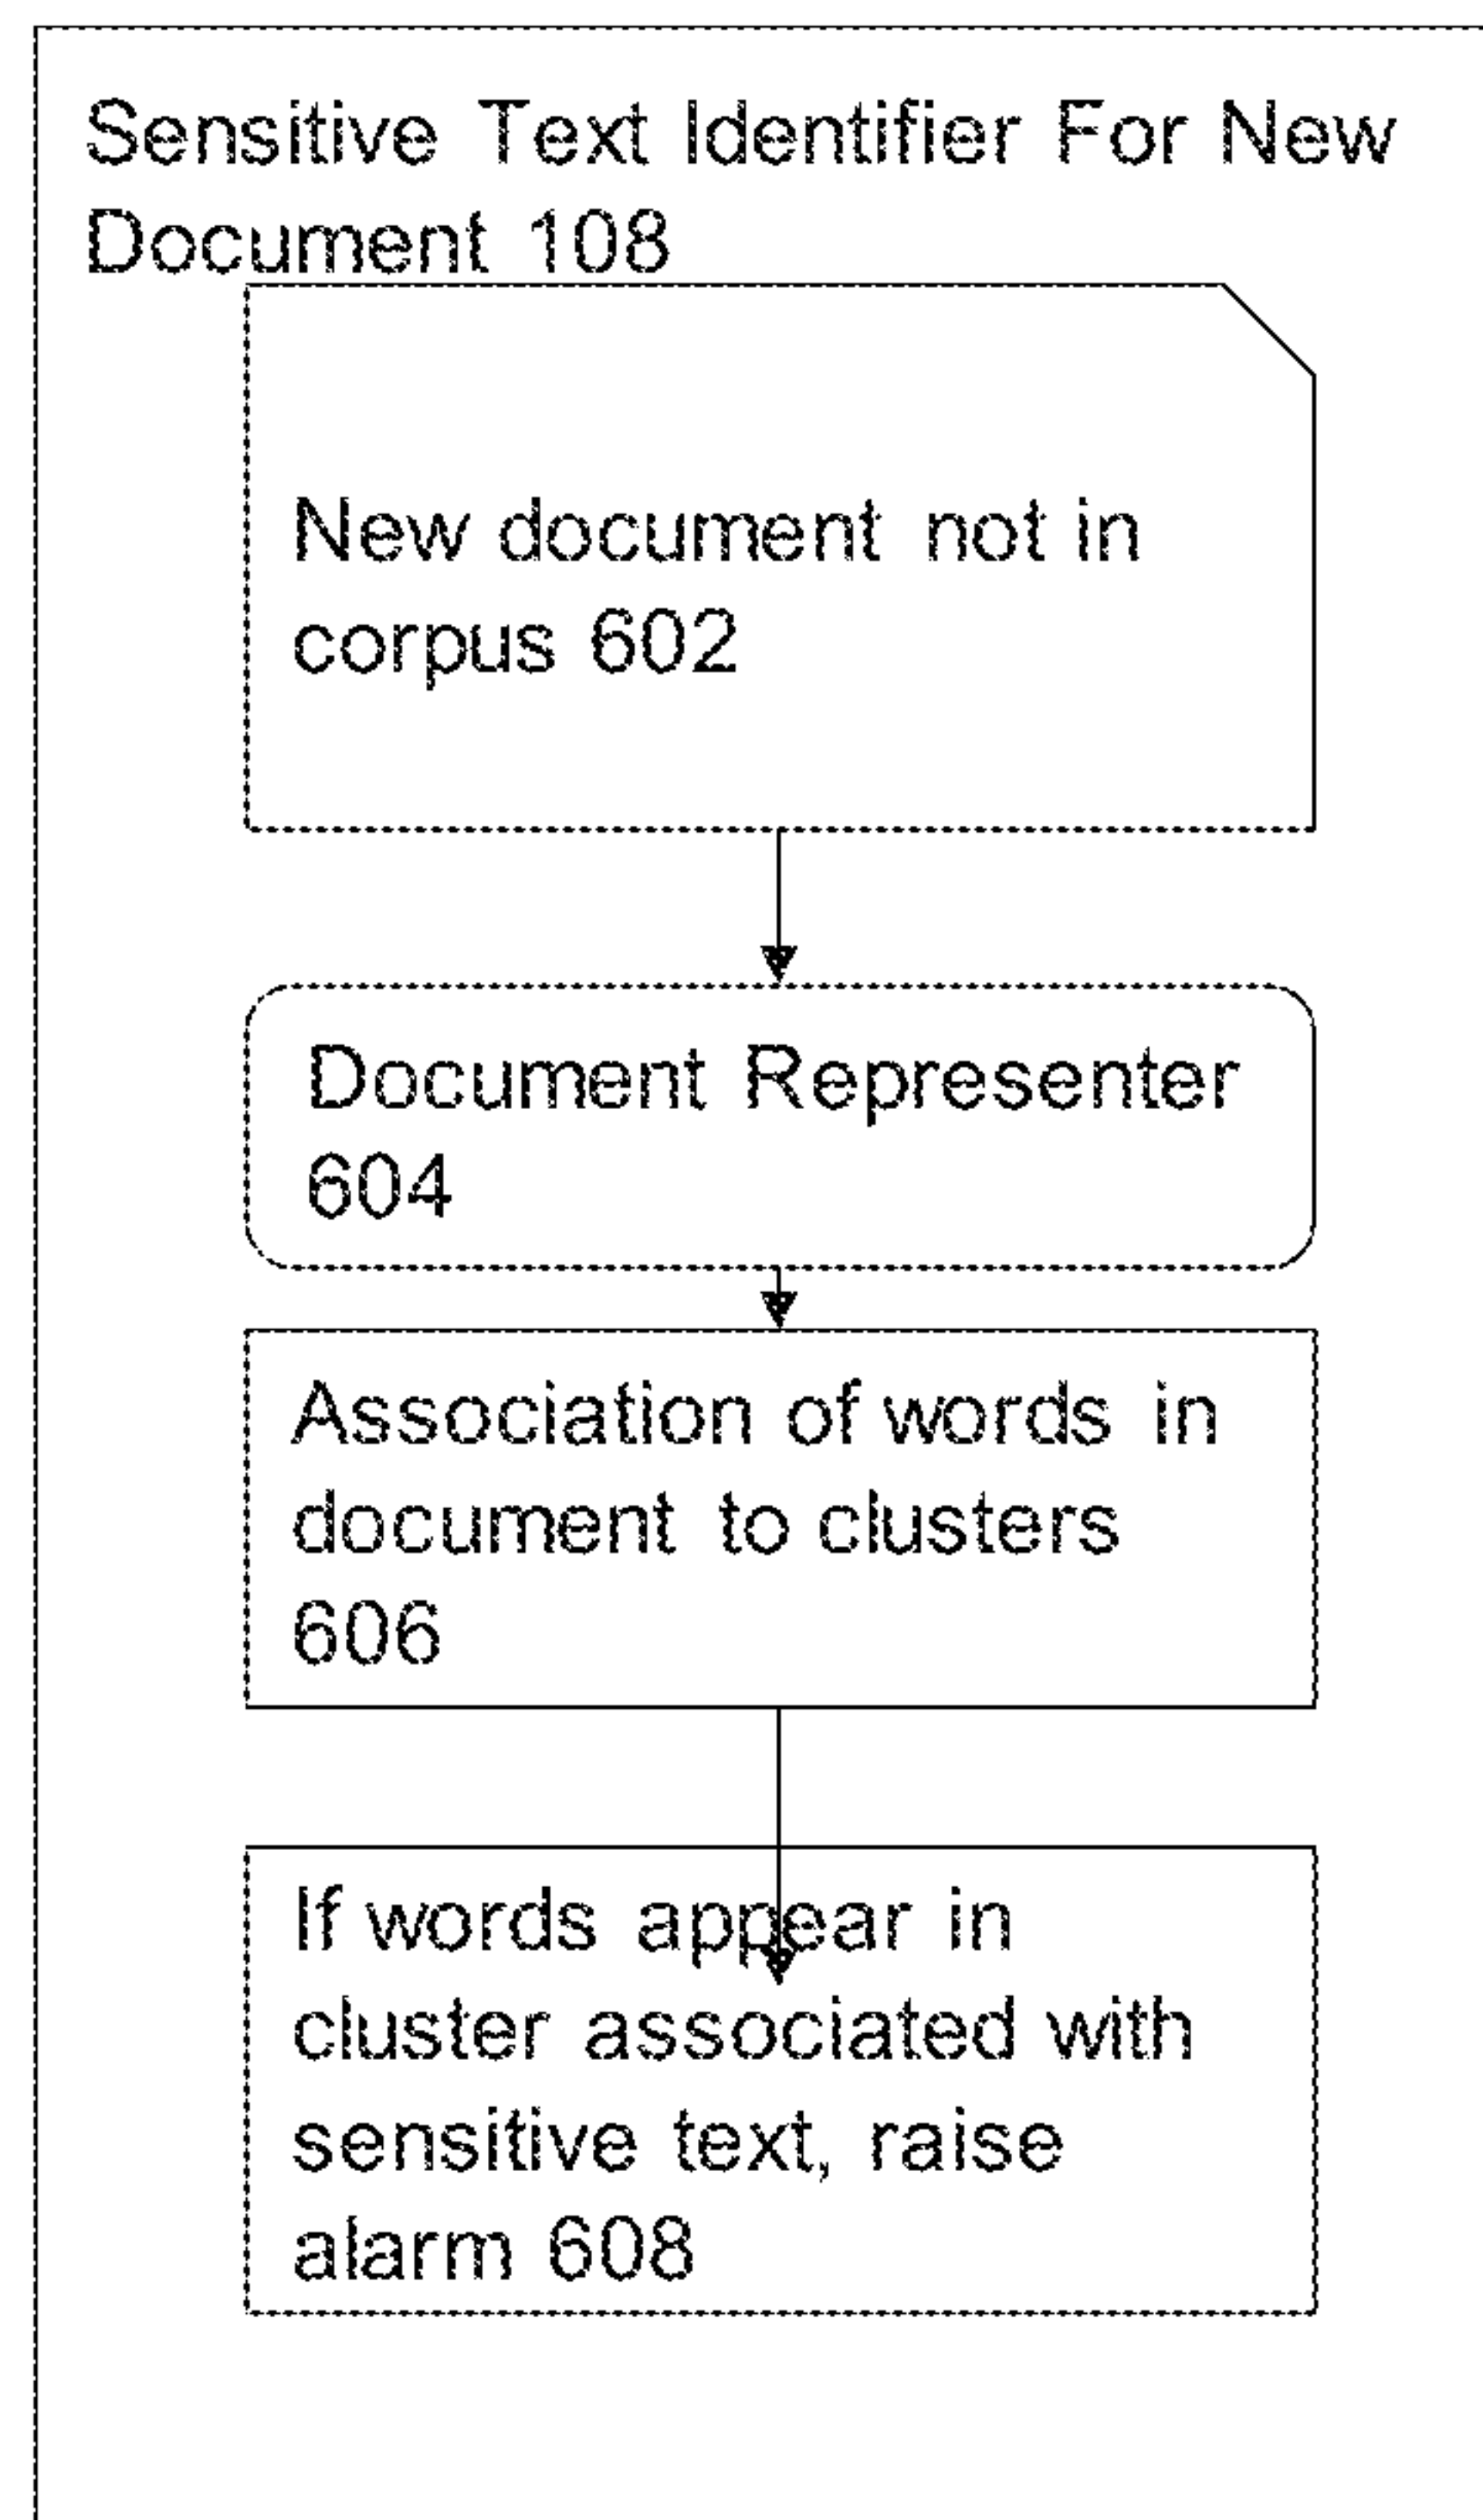 Sensitive Text Identifier For New
Document 108
New document not in
corpus 602
Document Representer
604
Association of words in
document to clusters
606
If words appear in
cluster associated with
sensitive text, raise
alarm 608